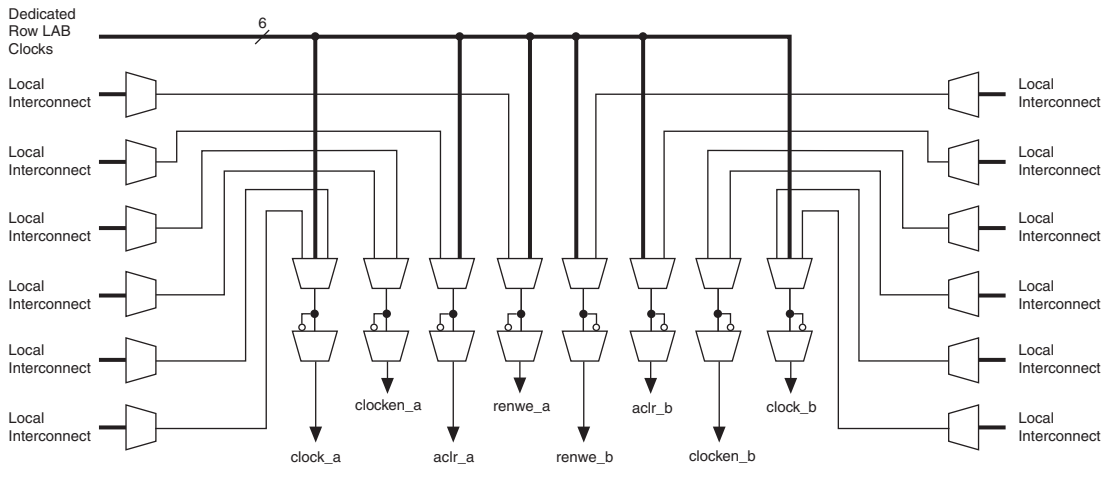 Dedicated
Row LAB
Clocks
6
Local
Interconnect
Local
Interconnect
Local
Interconnect
Local
Interconnect
Local
Interconnect
Local
Interconnect
Local
Interconnect
Local
Interconnect
Local
Interconnect
Local
Interconnect
Local
Interconnect
Local
Interconnect
clocken_a
renwe_a
aclr_b
clock_b
clock_a
aclr_a
renwe_b
clocken_b